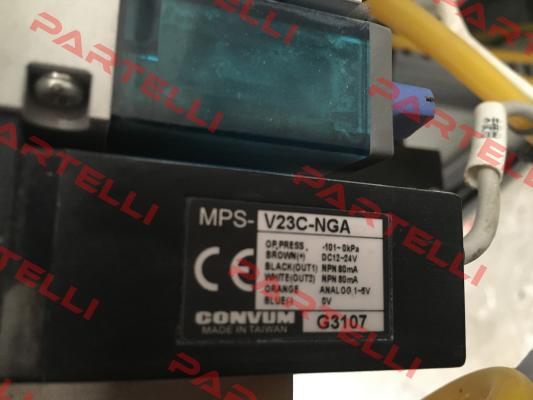 MPS- V23C-NGA
OP.PRESS. -101~0kPa
BROWN(+) DC12~24V
BLACK(OUT1) NPN 80mA
WHITE(OUT2) NPN 80mA
ORANGE ANALOG 1~5V
BLUE(-) 0V
CE
CONVUM G3107
MADE IN TAIWAN
PARTELLI
PARTELLI
PARTELLI
PARTELLI
PARTELLI
PARTELLI
PARTELLI